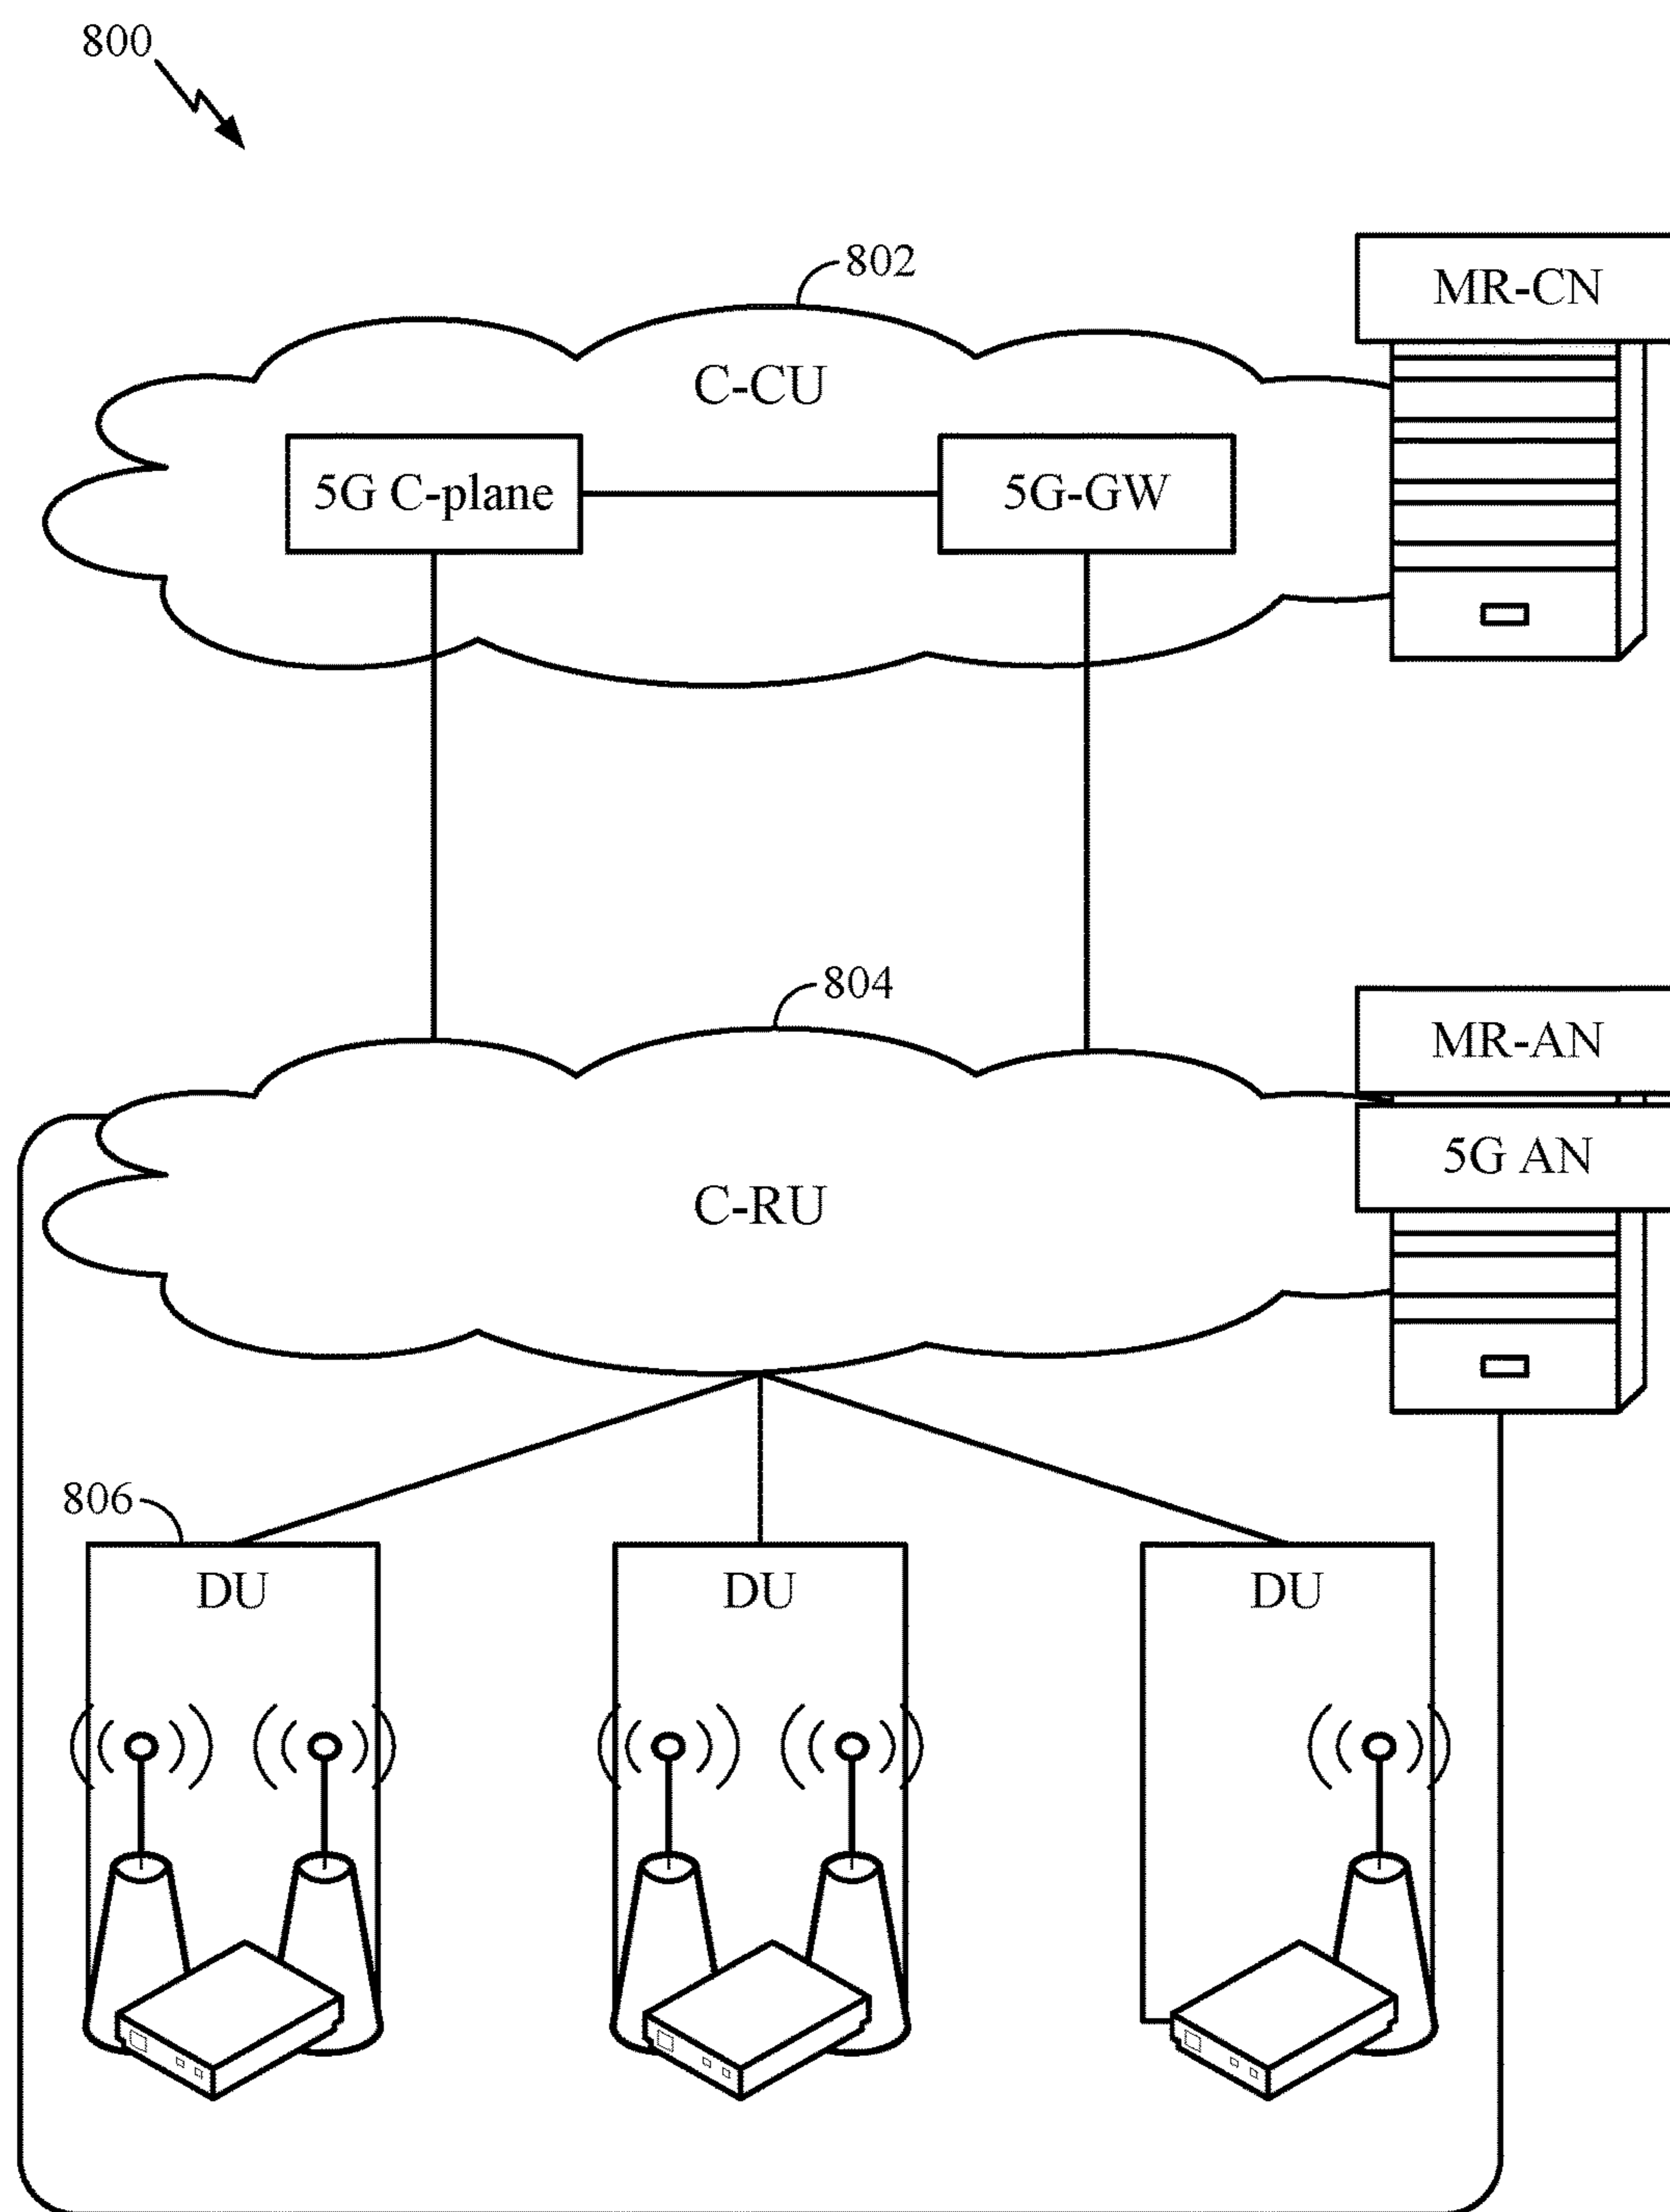 800
802
MR-CN
C-CU
5G C-plane
5G-GW
804
MR-AN
5G AN
C-RU
806
DU
DU
DU